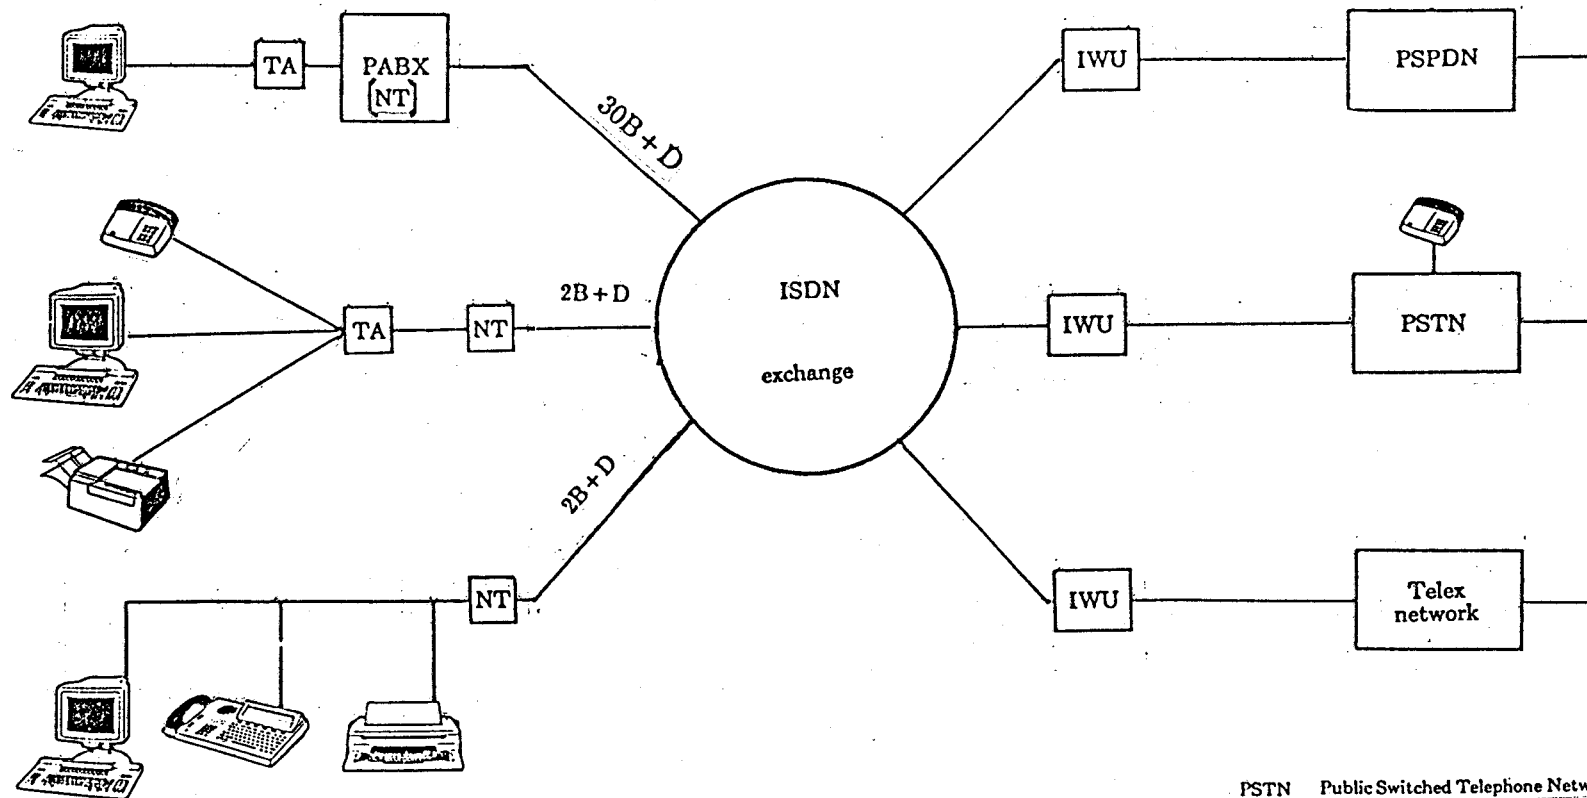 TA
PABX
(NT)
IWU
PSPDN
30B+D
2B+D
TA
NT
ISDN
exchange
IWU
PSTN
2B+D
NT
IWU
Telex
network
PSTN Public Switched Telephone Netw